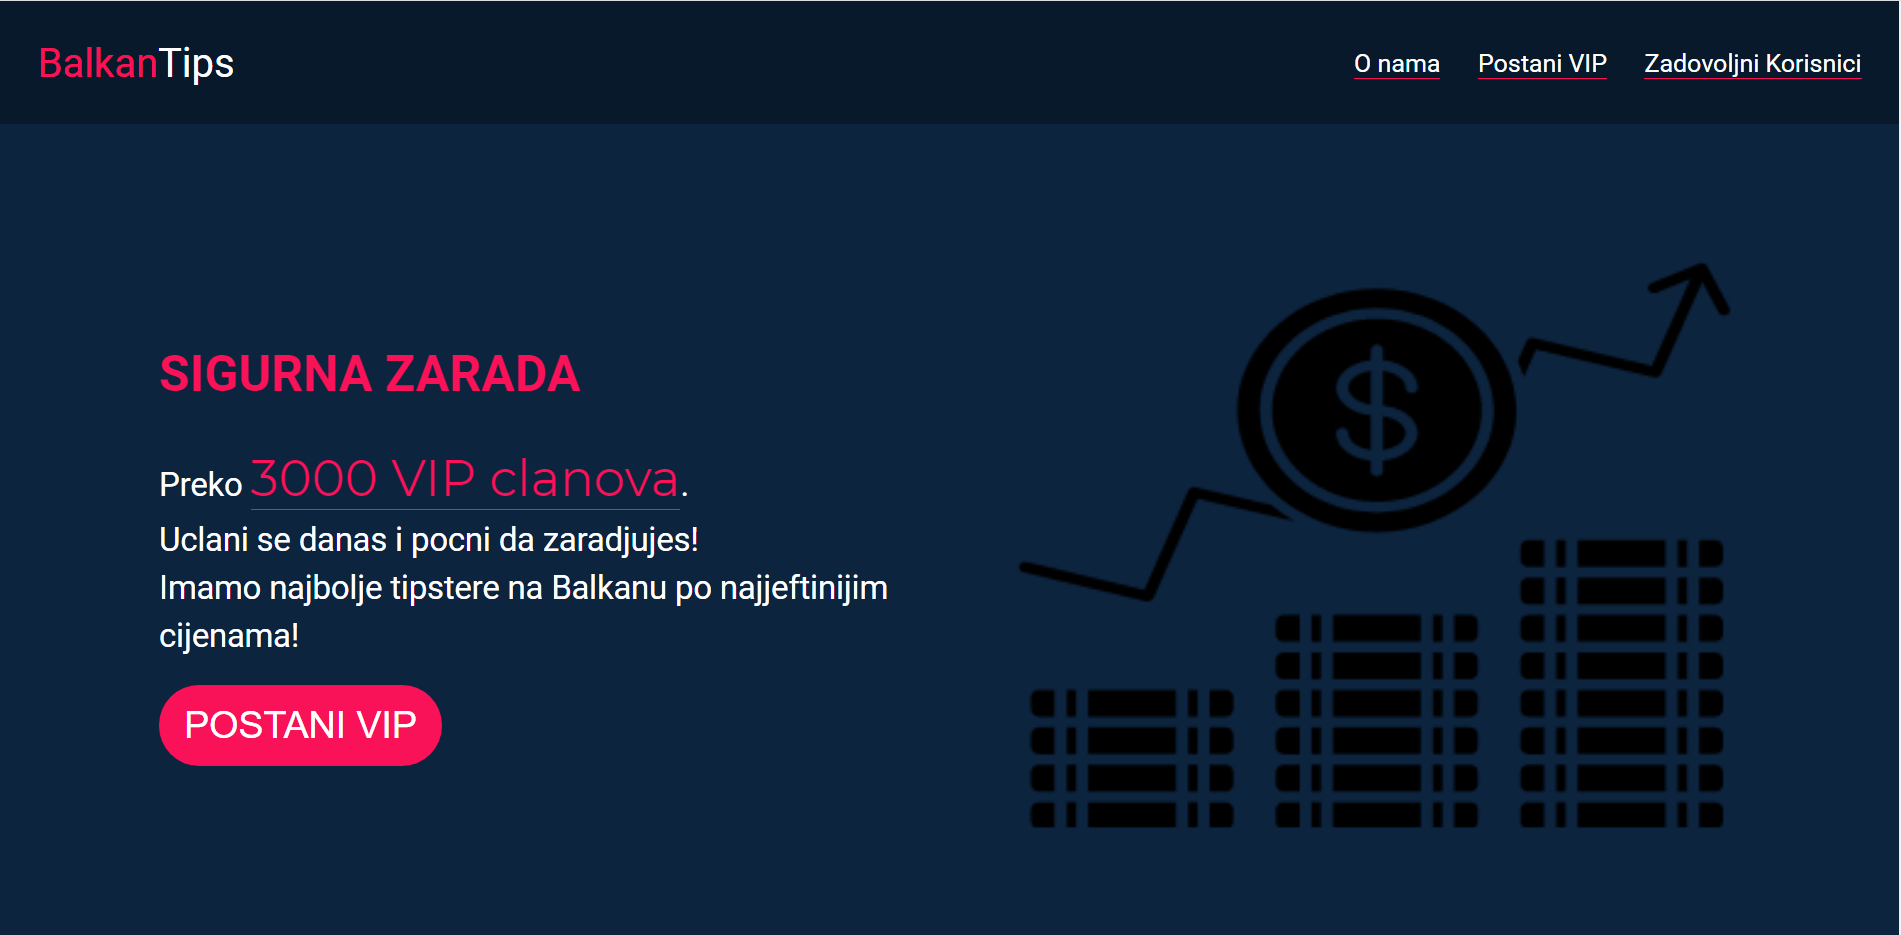 BalkanTips
O nama Postani VIP Zadovoljni Korisnici
SIGURNA ZARADA
Preko 3000 VIP clanova.
Uclani se danas i pocni da zaradjujes!
Imamo najbolje tipstere na Balkanu po najjeftinijim
cijenama!
POSTANI VIP
$